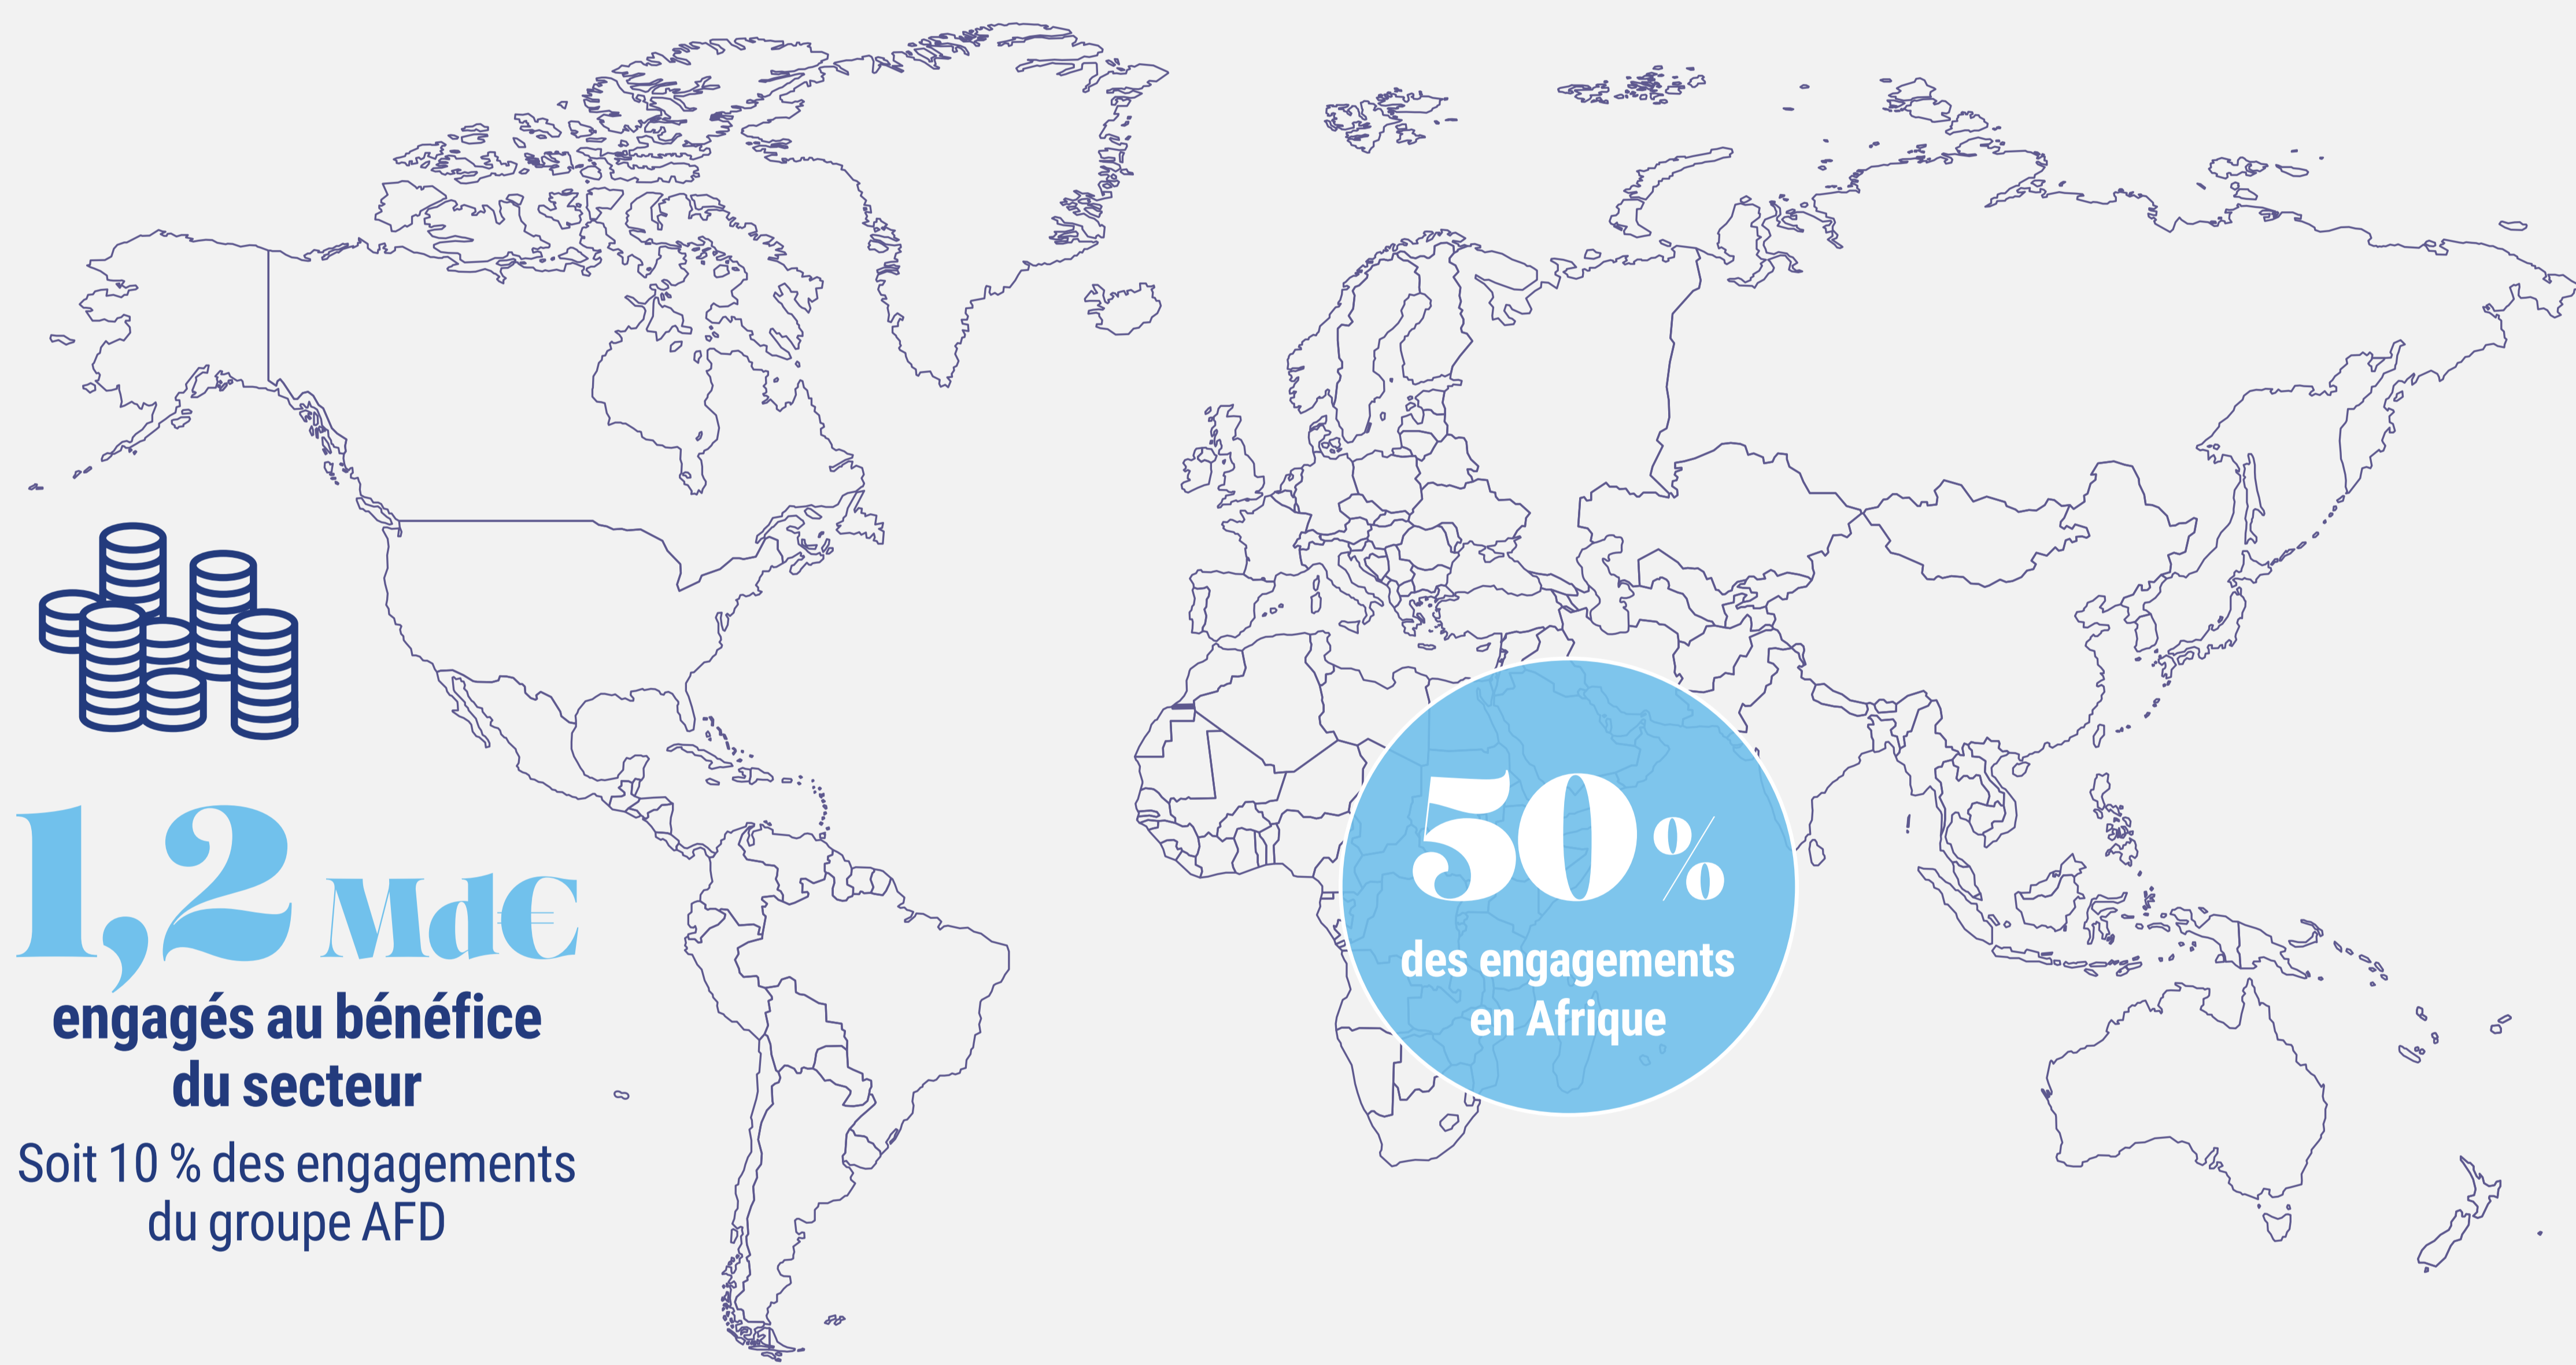 1,2 Md€
engagés au bénéfice
du secteur
Soit 10 % des engagements
du groupe AFD
50 %
des engagements
en Afrique